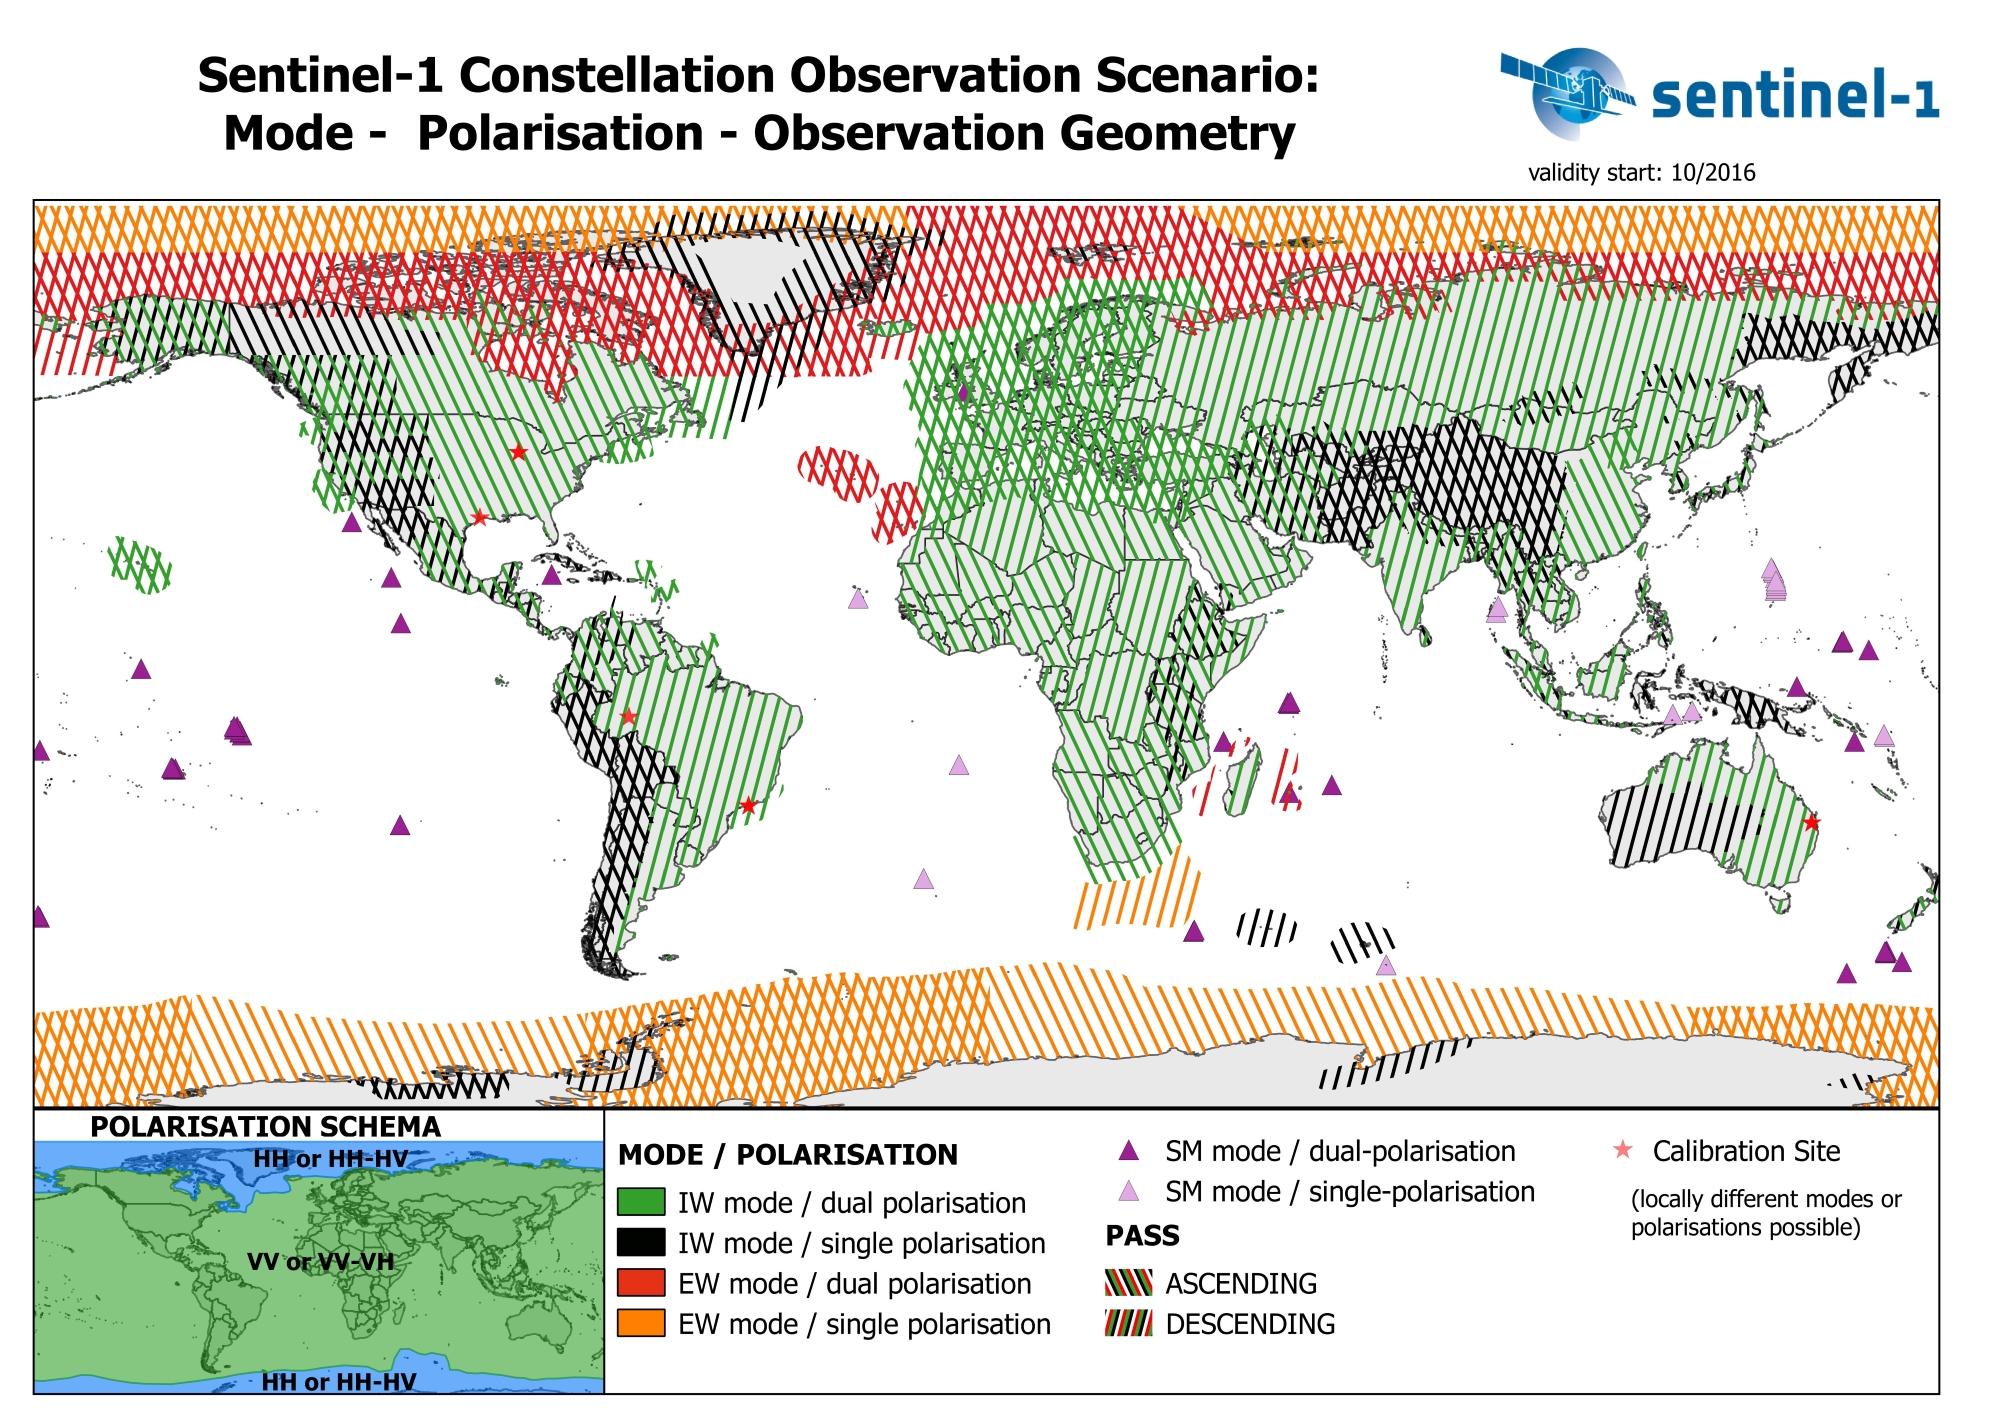 Sentinel-1 Constellation Observation Scenario:
Mode - Polarisation - Observation Geometry
sentinel-1
validity start: 10/2016
POLARISATION SCHEMA
HH or HH-HV
VV or VV-VH
HH or HH-HV
MODE / POLARISATION
IW mode / dual polarisation
IW mode / single polarisation
EW mode / dual polarisation
EW mode / single polarisation
SM mode / dual-polarisation
SM mode / single-polarisation
PASS
ASCENDING
DESCENDING
Calibration Site
(locally different modes or
polarisations possible)